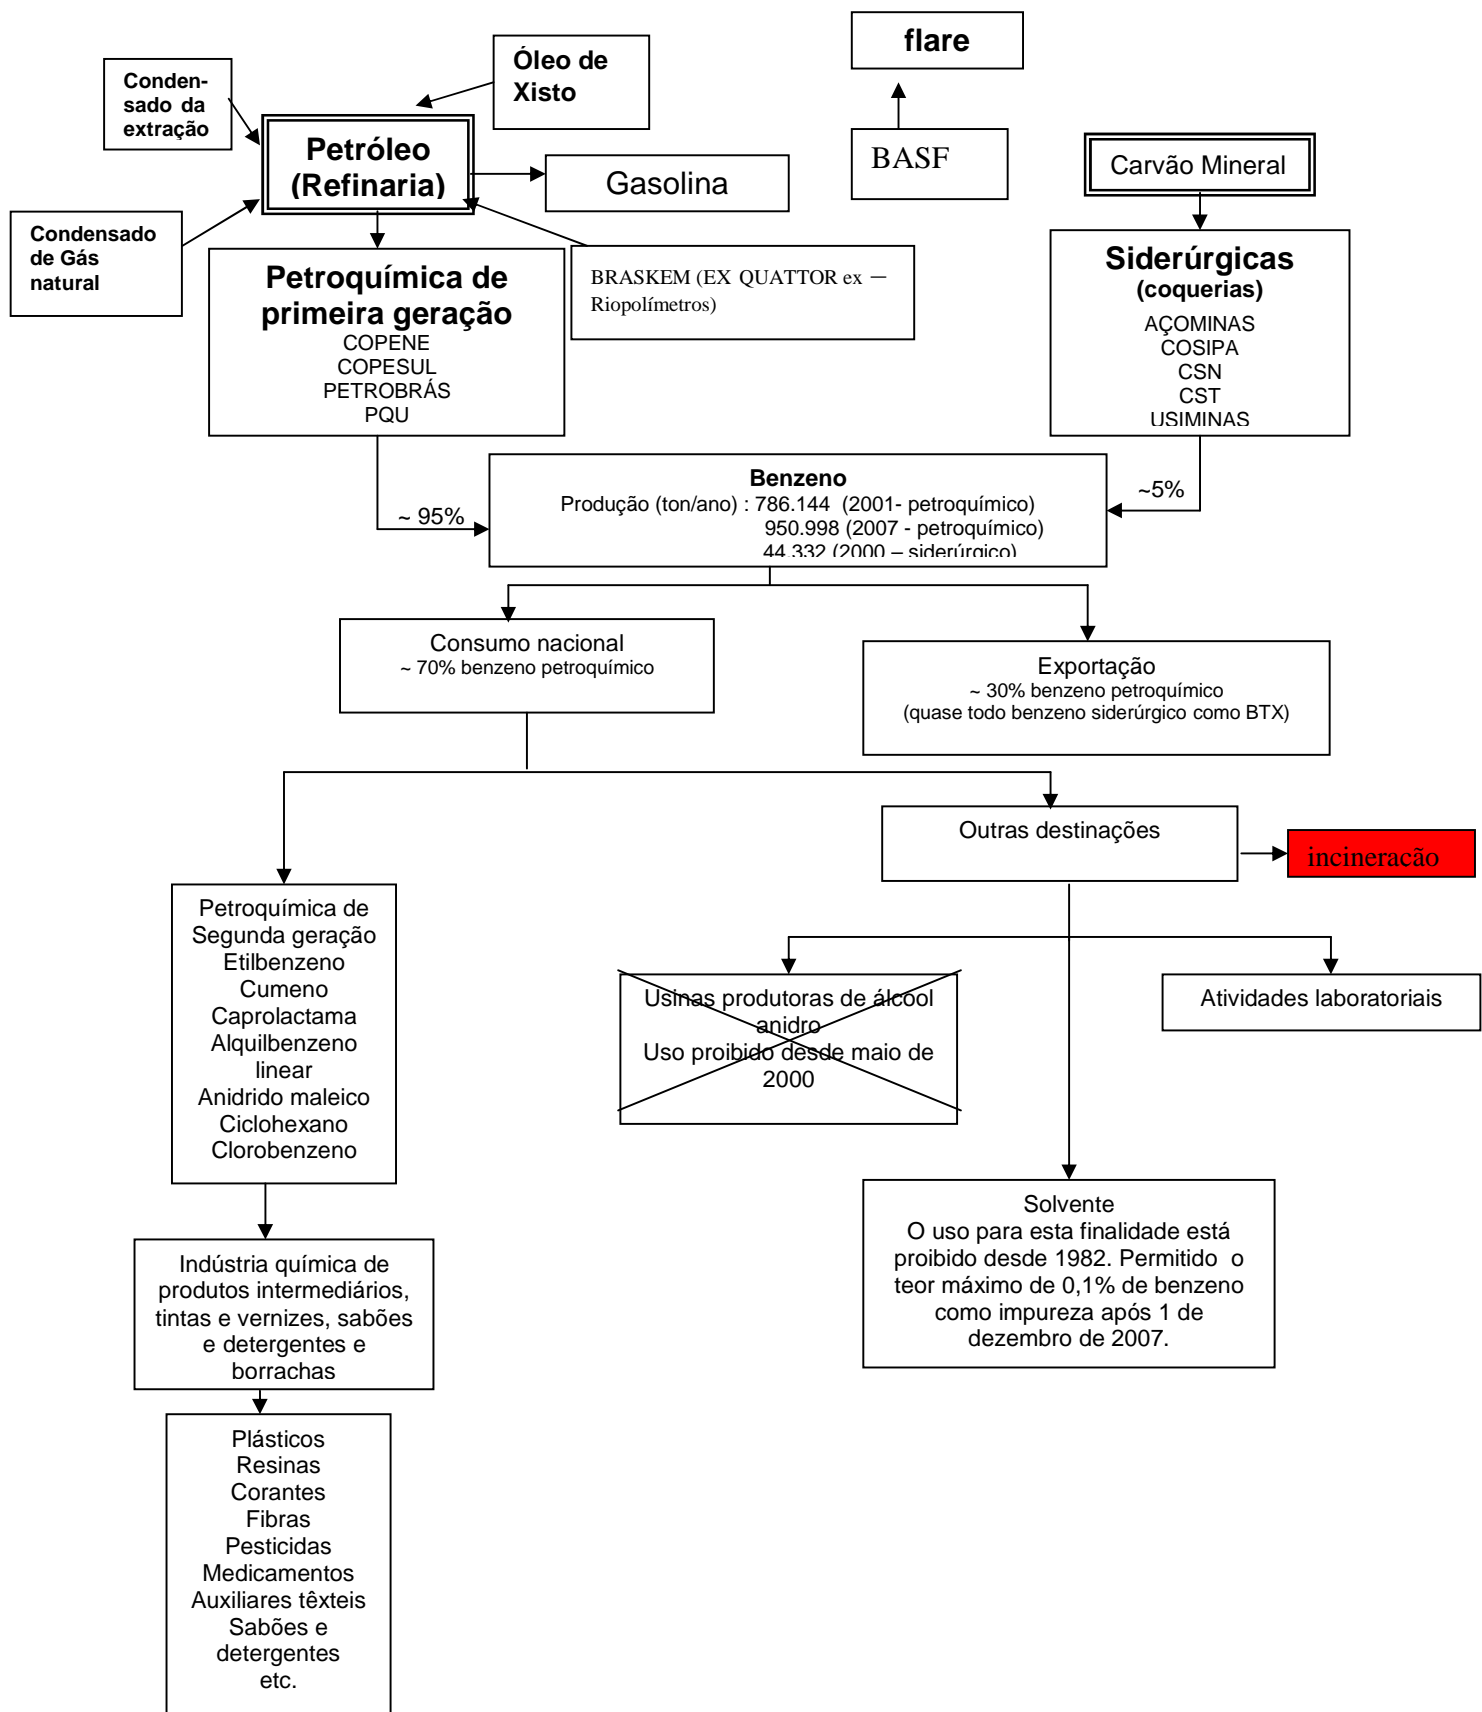 flare
Óleo de
Xisto
Conden-
sado da
extração
Petróleo
(Refinaria)
BASF
Carvão Mineral
Gasolina
Condensado
de Gás
natural
Petroquímica de
primeira geração
COPENE
COPESUL
PETROBRÁS
PQU
BRASKEM (EX QUATTOR ex –
Riopolímetros)
Siderúrgicas
(coquerias)
AÇOMINAS
COSIPA
CSN
CST
USIMINAS
~ 95%
Benzeno
Produção (ton/ano) : 786.144 (2001- petroquímico)
950.998 (2007 - petroquímico)
44.332 (2000 – siderúrgico)
~5%
Consumo nacional
~ 70% benzeno petroquímico
Exportação
~ 30% benzeno petroquímico
(quase todo benzeno siderúrgico como BTX)
Outras destinações
incineracão
Petroquímica de
Segunda geração
Etilbenzeno
Cumeno
Caprolactama
Alquilbenzeno
linear
Anidrido maleico
Ciclohexano
Clorobenzeno
Usinas produtoras de álcool
anidro
Uso proibido desde maio de
2000
Atividades laboratoriais
Solvente
O uso para esta finalidade está
proibido desde 1982. Permitido o
teor máximo de 0,1% de benzeno
como impureza após 1 de
dezembro de 2007.
Indústria química de
produtos intermediários,
tintas e vernizes, sabões
e detergentes e
borrachas
Plásticos
Resinas
Corantes
Fibras
Pesticidas
Medicamentos
Auxiliares têxteis
Sabões e
detergentes
etc.